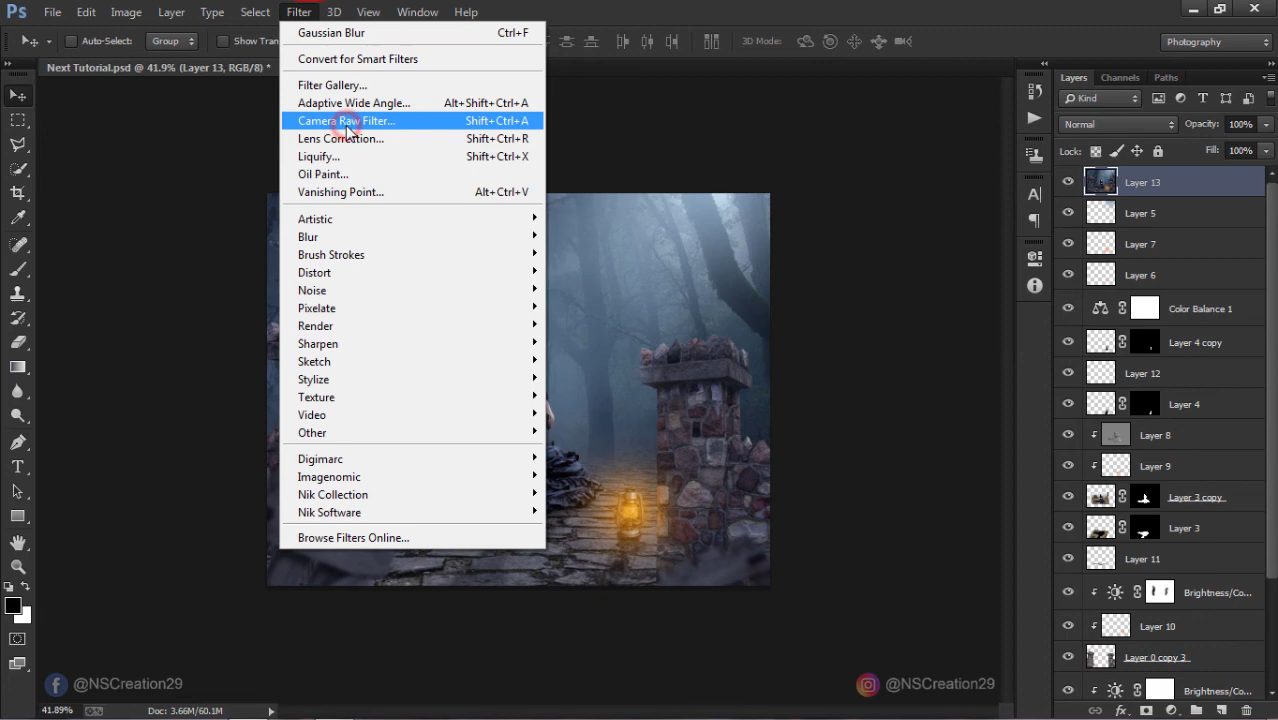 Ps File Edit Image Layer Type Select Filter 3D View Window Help
Auto-Select: Group Show Tran 3D Mode: Photography
Next Tutorial.psd @ 41.9% (Layer 13, RGB/8) *
Gaussian Blur Ctrl+F
Convert for Smart Filters
Filter Gallery...
Adaptive Wide Angle... Alt+Shift+Ctrl+A
Camera Raw Filter... Shift+Ctrl+A
Lens Correction... Shift+Ctrl+R
Liquify... Shift+Ctrl+X
Oil Paint...
Vanishing Point... Alt+Ctrl+V
Artistic
Blur
Brush Strokes
Distort
Noise
Pixelate
Render
Sharpen
Sketch
Stylize
Texture
Video
Other
Digimarc
Imagenomic
Nik Collection
Nik Software
Browse Filters Online...
Layers Channels Paths
Kind
Normal Opacity: 100%
Lock: Fill: 100%
Layer 13
Layer 5
Layer 7
Layer 6
Color Balance 1
Layer 4 copy
Layer 12
Layer 4
Layer 8
Layer 9
Layer 3 copy
Layer 3
Layer 11
Brightness/Co...
Layer 10
Layer 0 copy 3
Brightness/Co...
@NSCreation29 @NSCreation29
41.89% Doc: 3.66M/60.1M